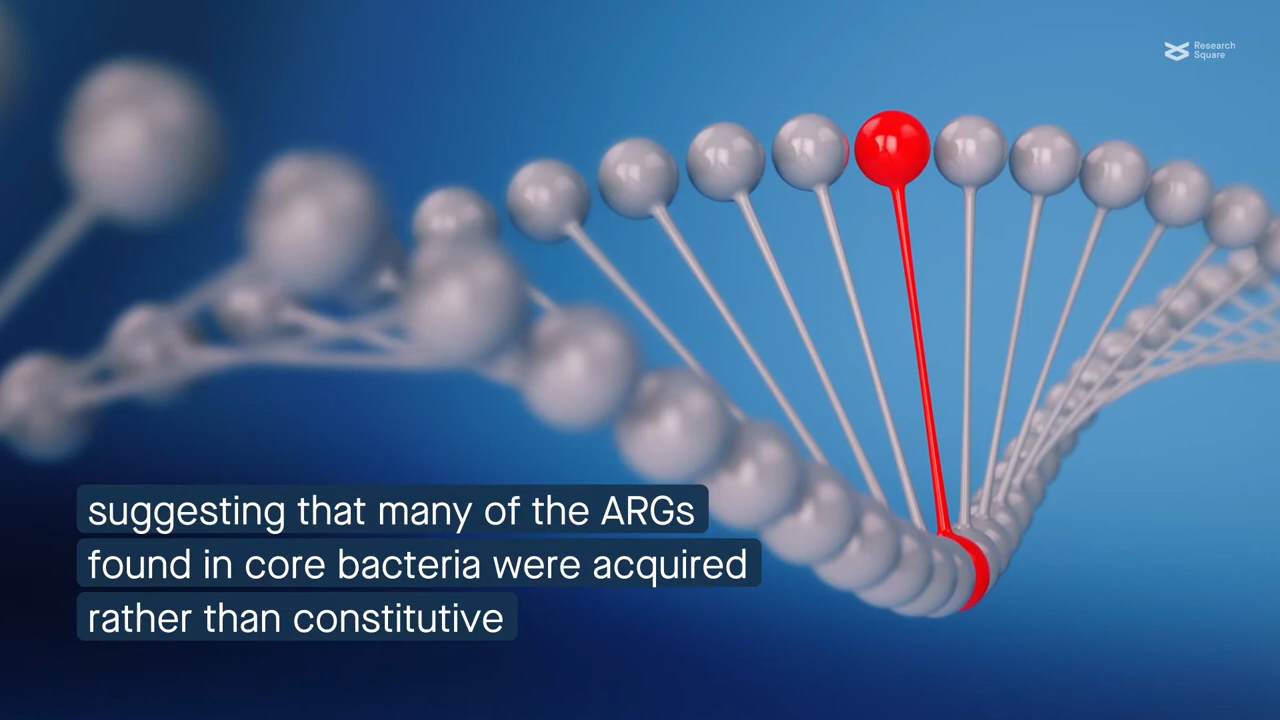 Research
Square
suggesting that many of the ARGs
found in core bacteria were acquired
rather than constitutive